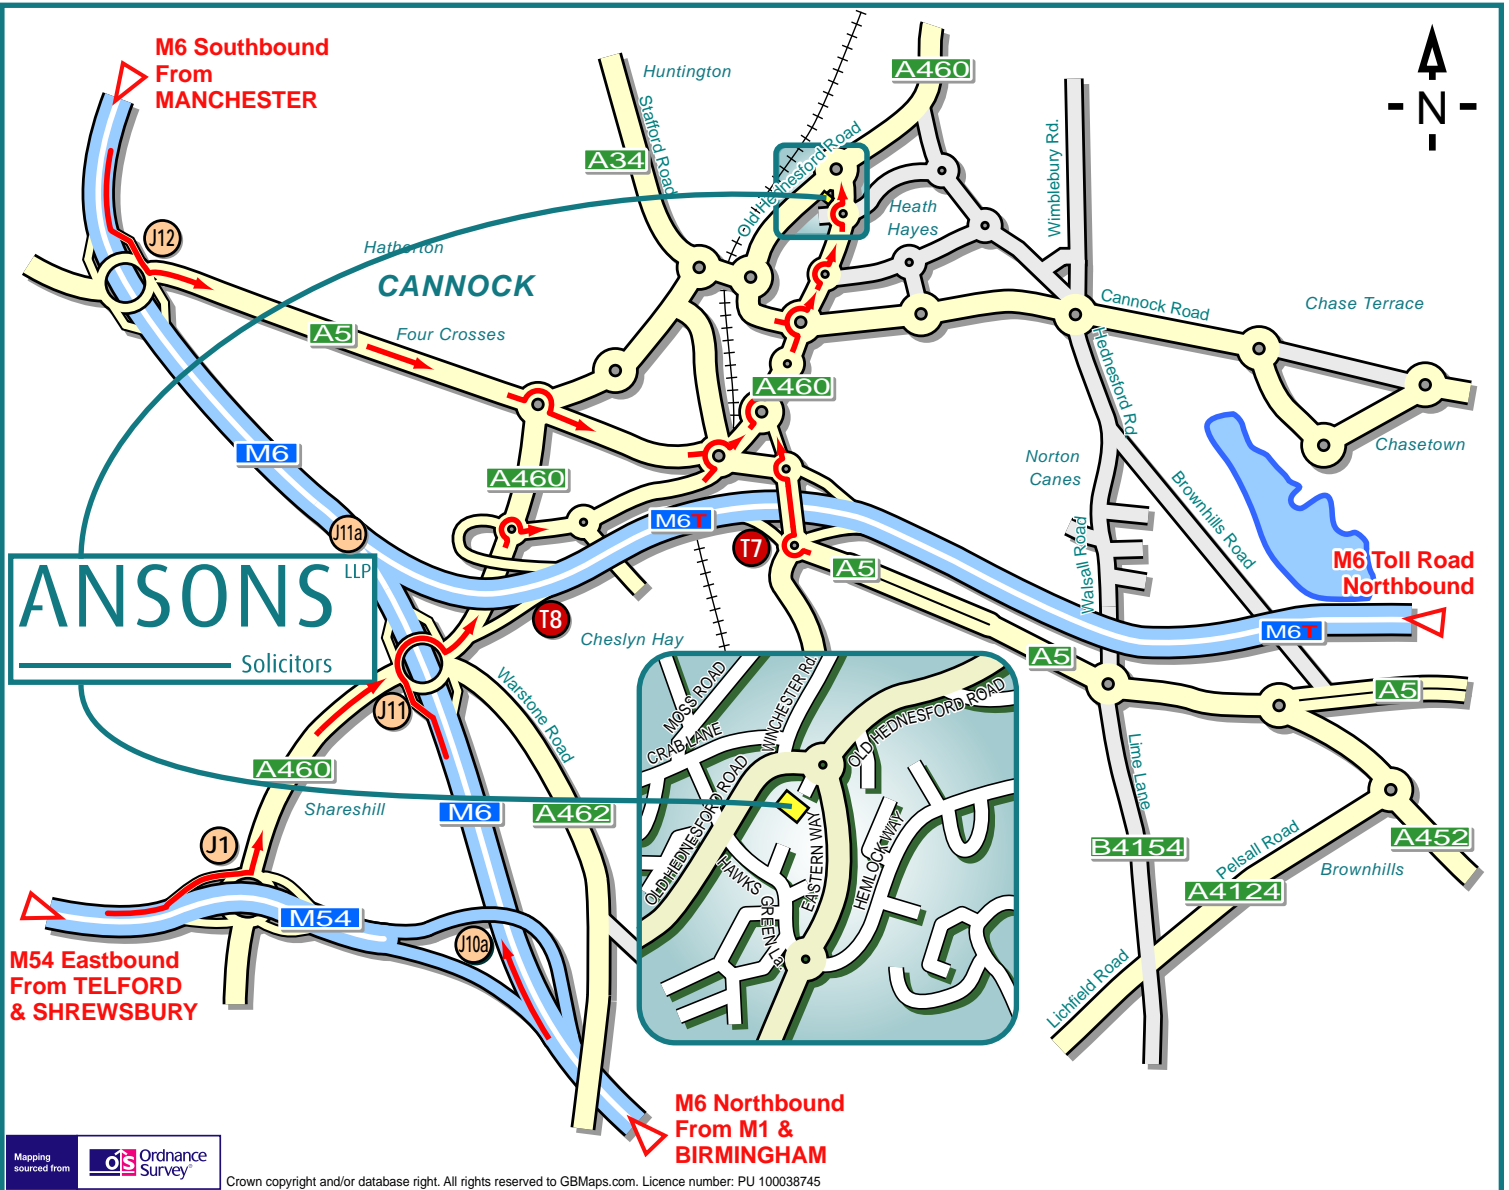 M6 Southbound
From
MANCHESTER
Huntington
A460
N
Stafford Road
A34
Old Hednesford Road
Wimblebury Rd.
Heath
Hayes
J12
Hatherton
CANNOCK
A5
Four Crosses
Cannock Road
Chase Terrace
Hednesford Rd
A460
M6
A460
Norton
Canes
Chasetown
Brownhills Road
J11a
M6T
T7
A5
Walsall Road
M6 Toll Road
Northbound
M6T
ANSONS
LLP
Solicitors
T8
Cheslyn Hay
A5
A5
J11
Warstone Road
MOSS ROAD
CRAB LANE
WINCHESTER Rd.
OLD HEDNESFORD ROAD
OLD HEDNESFORD ROAD
EASTERN WAY
HEMLOCK WAY
HAWKS
GREEN La.
A460
Shareshill
M6
A462
Lime Lane
J1
B4154
Pelsall Road
A452
Brownhills
A4124
M54
J10a
Lichfield Road
M54 Eastbound
From TELFORD
& SHREWSBURY
M6 Northbound
From M1 &
BIRMINGHAM
Mapping
sourced from
OS
Ordnance
Survey®
Crown copyright and/or database right. All rights reserved to GBMaps.com. Licence number: PU 100038745